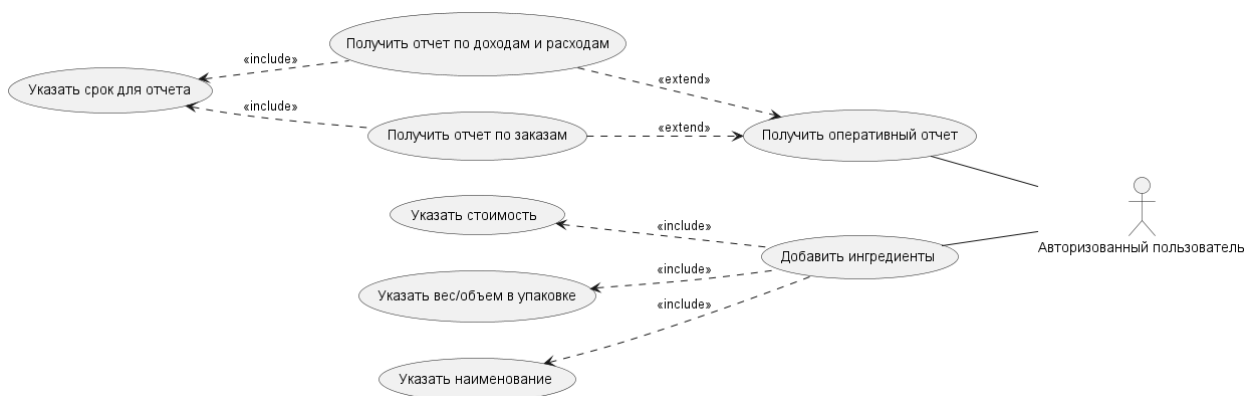 Получить отчет по доходам и расходам
«include»
«extend»
Указать срок для отчета
«include»
Получить отчет по заказам
«extend»
Получить оперативный отчет
Указать стоимость
«include»
Авторизованный пользователь
Добавить ингредиенты
«include»
Указать вес/объем в упаковке
«include»
Указать наименование